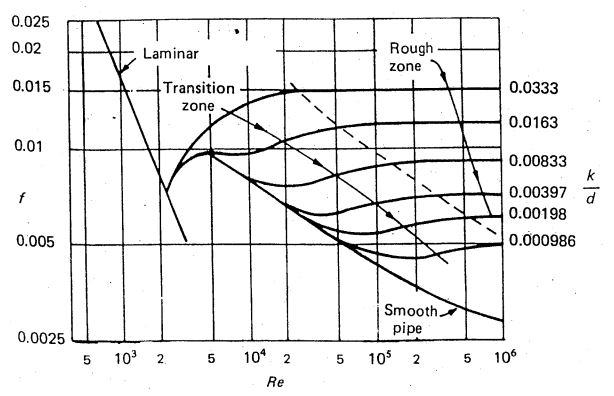 0.025
0.02
0.015
0.01
f
0.005
0.0025
Laminar
Transition
zone
Rough
zone
Smooth
pipe
0.0333
0.0163
0.00833
0.00397
0.00198
0.000986
k
d
5 10³ 2 5 10⁴ 2 5 10⁵ 2 5 10⁶
Re